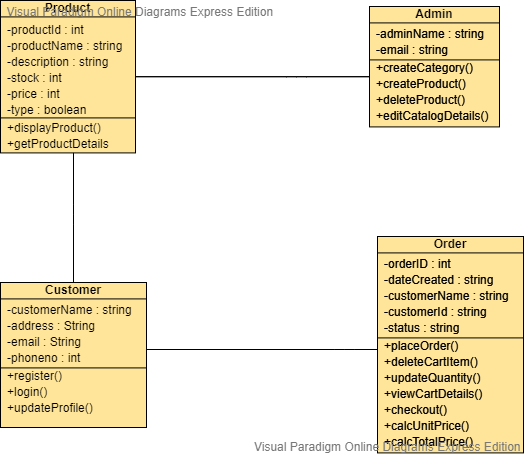 Visual Paradigm Online Diagrams Express Edition
Product
-productId : int
-productName : string
-description : string
-stock : int
-price : int
-type : boolean
+displayProduct()
+getProductDetails
Admin
-adminName : string
-email : string
+createCategory()
+createProduct()
+deleteProduct()
+editCatalogDetails()
Customer
-customerName : string
-address : String
-email : String
-phoneno : int
+register()
+login()
+updateProfile()
Order
-orderID : int
-dateCreated : string
-customerName : string
-customerId : string
-status : string
+placeOrder()
+deleteCartItem()
+updateQuantity()
+viewCartDetails()
+checkout()
+calcUnitPrice()
+calcTotalPrice()
Visual Paradigm Online Diagrams Express Edition